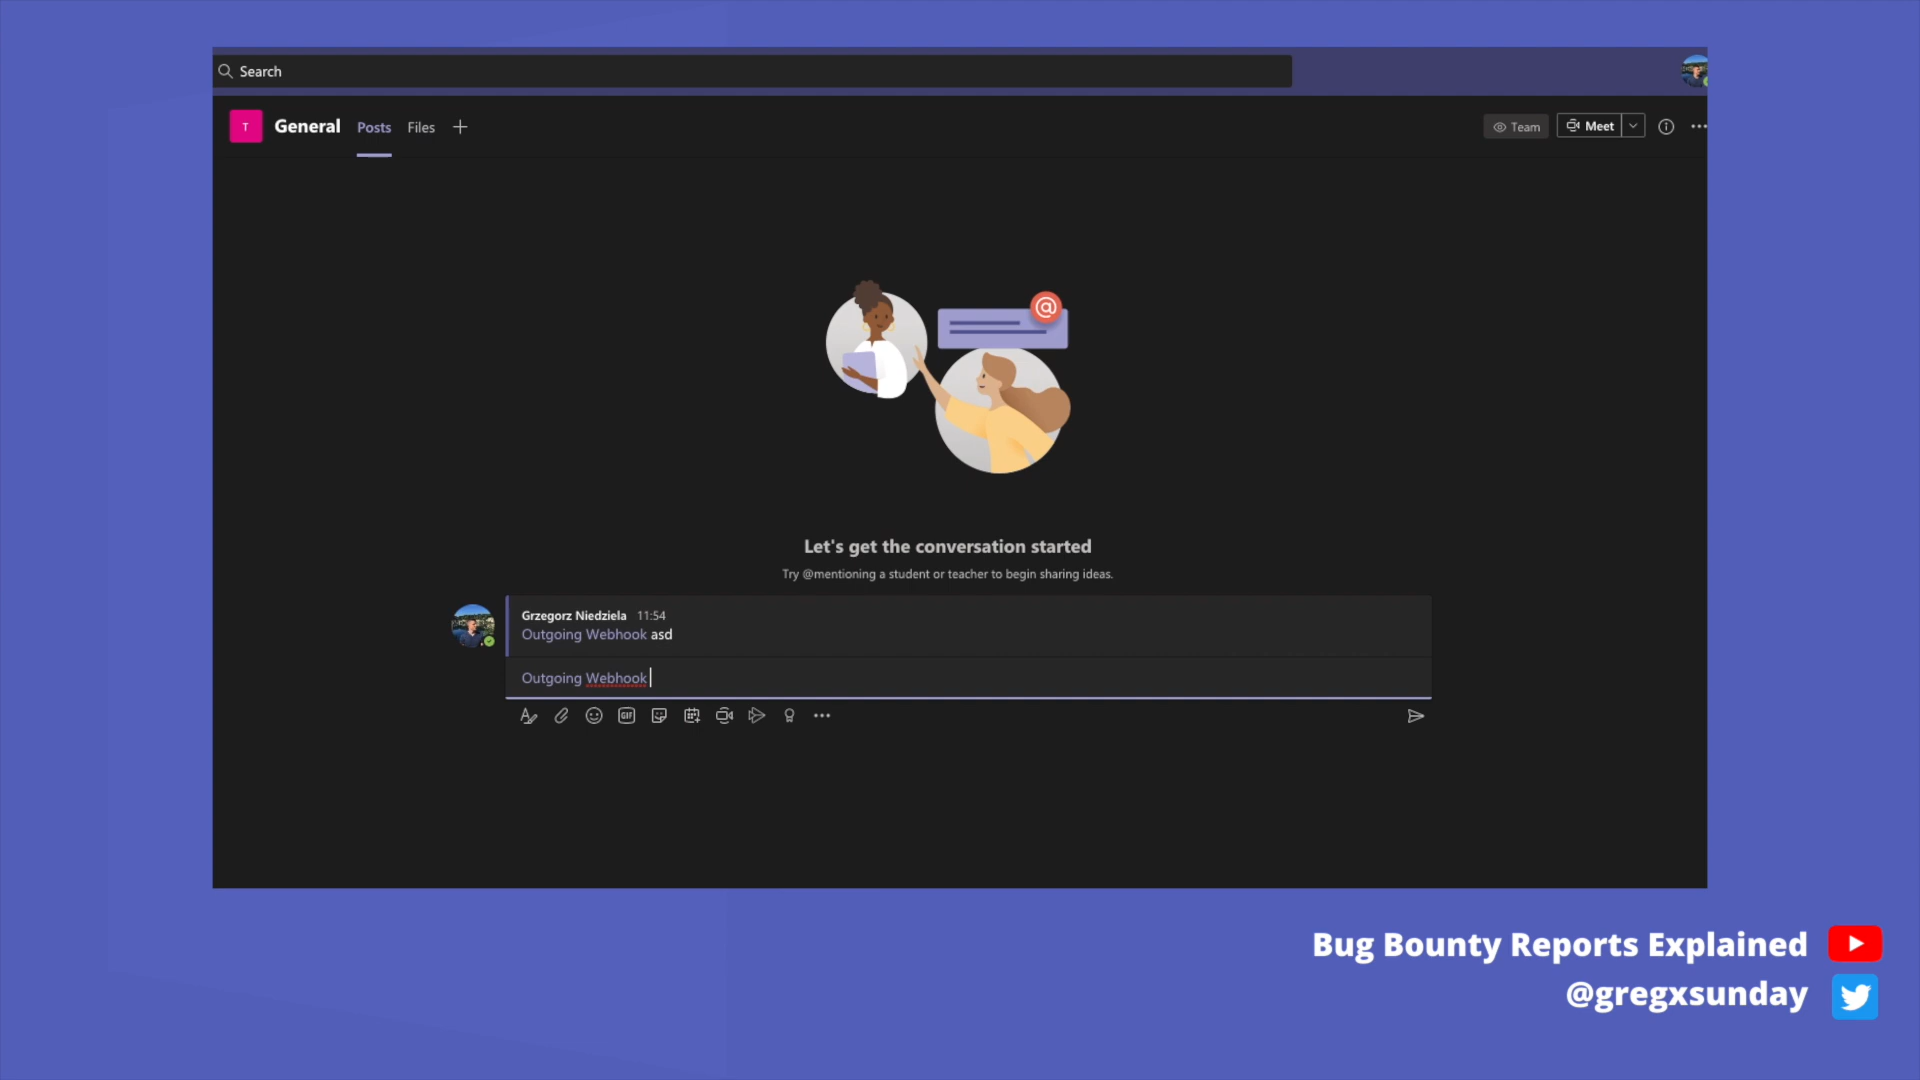 Search
T
General Posts Files
Team Meet
@
Let's get the conversation started
Try @mentioning a student or teacher to begin sharing ideas.
Grzegorz Niedziela 11:54
Outgoing Webhook asd
Outgoing Webhook
GIF
Bug Bounty Reports Explained
@gregxsunday